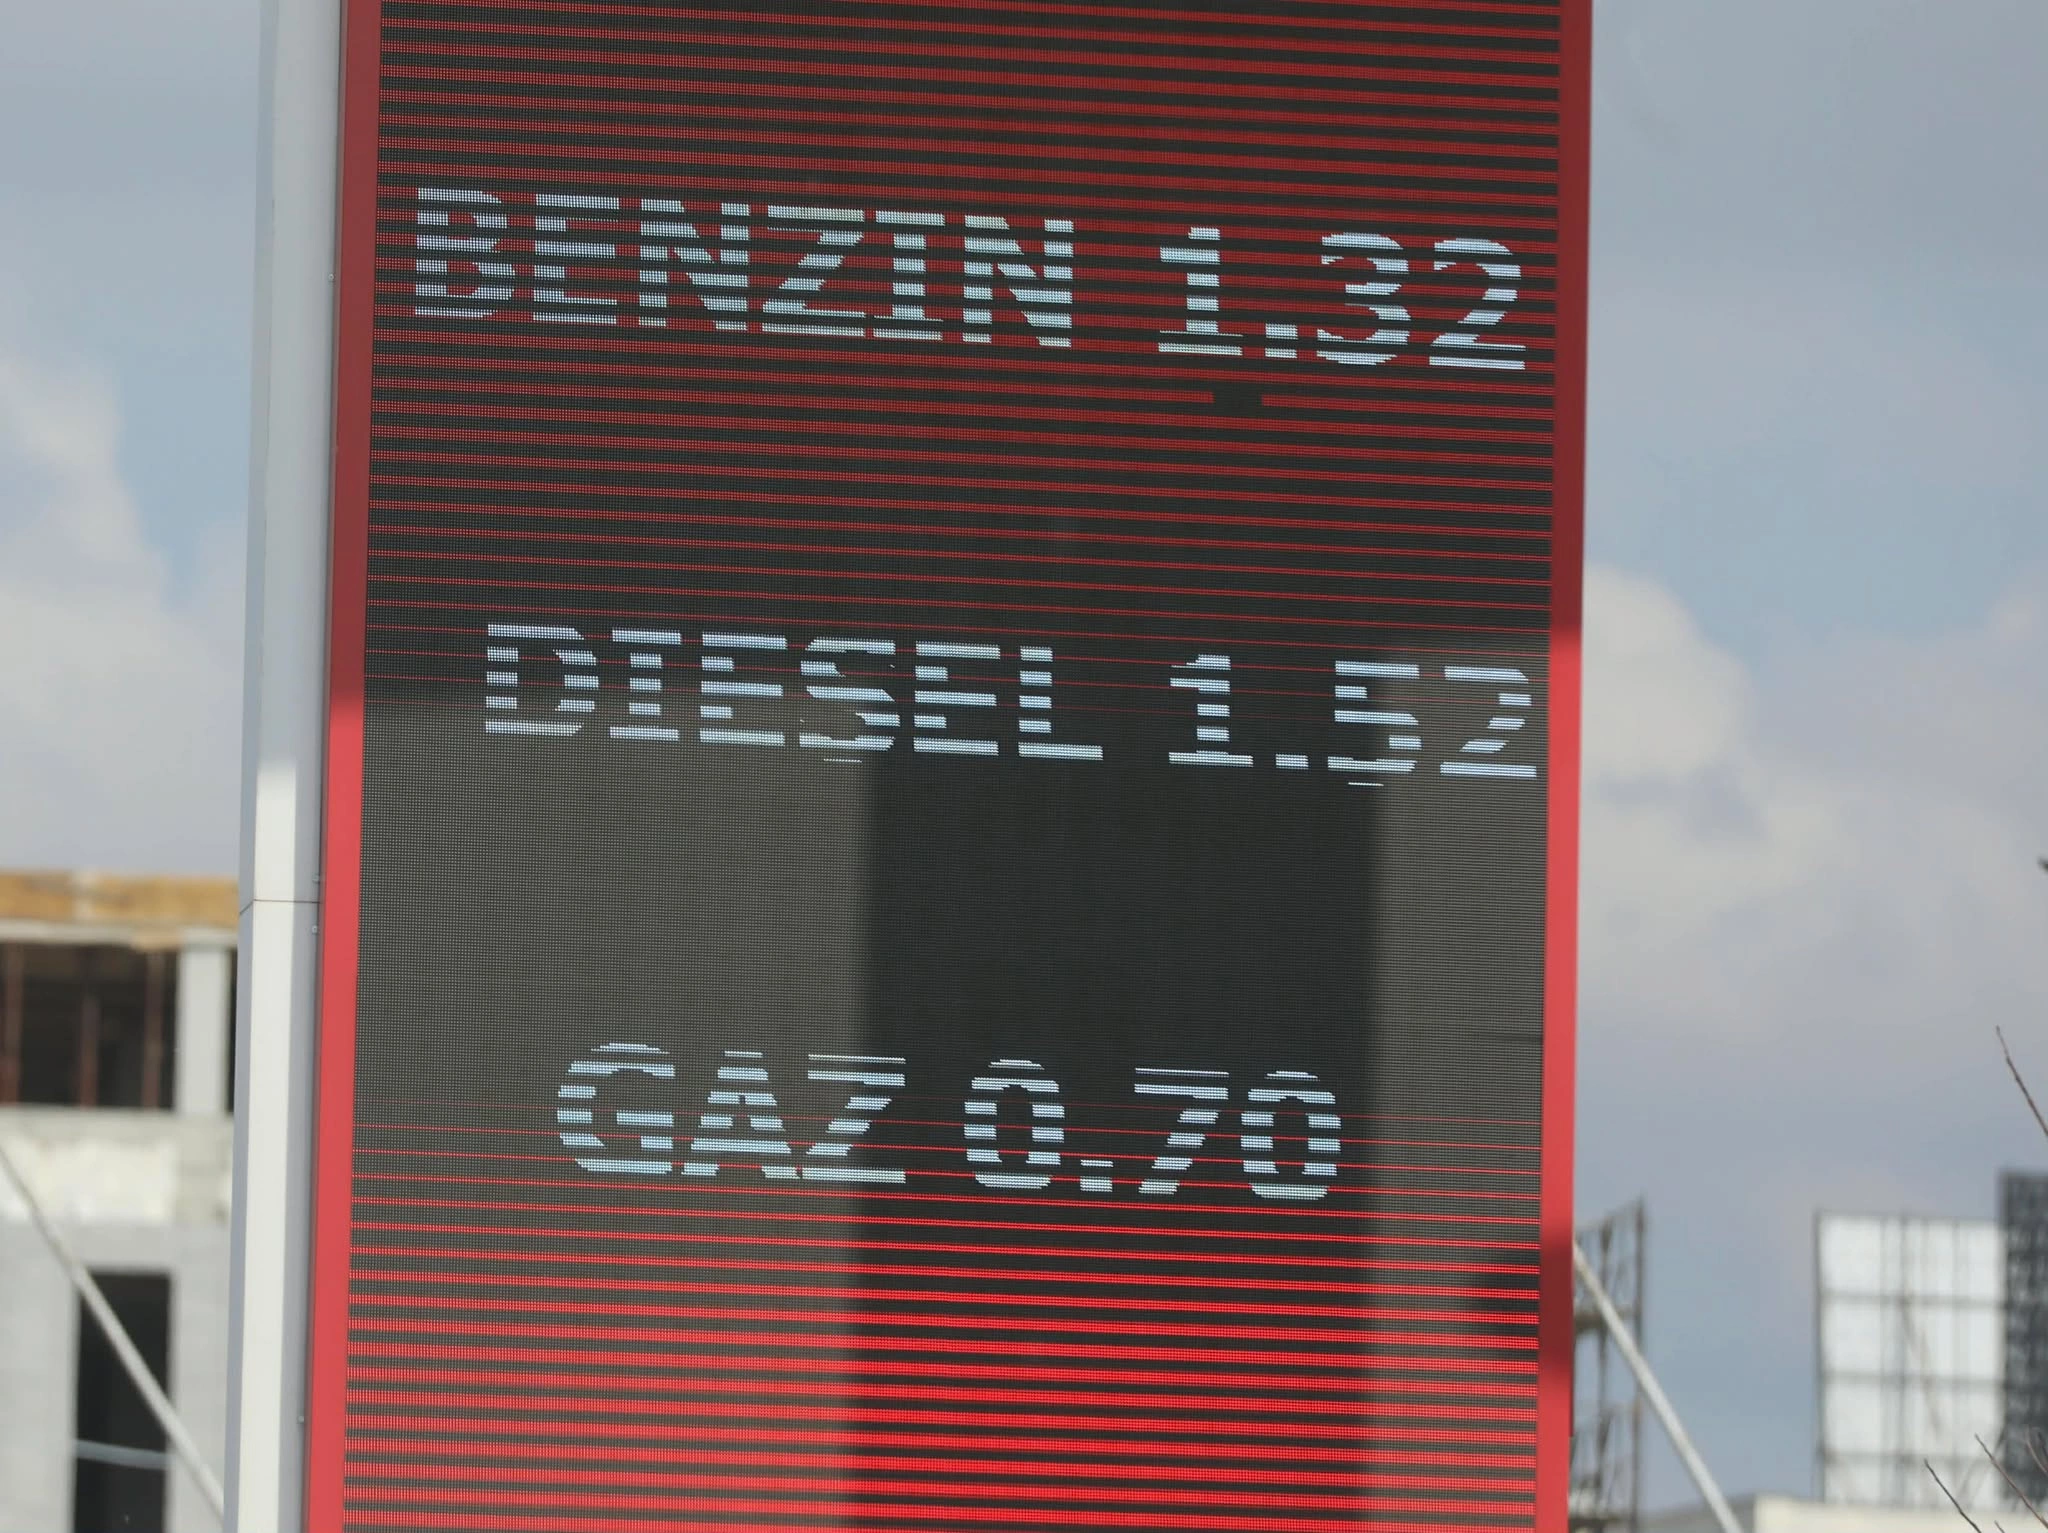 BENZIN 1.32
DIESEL 1.52
GAZ 0.70